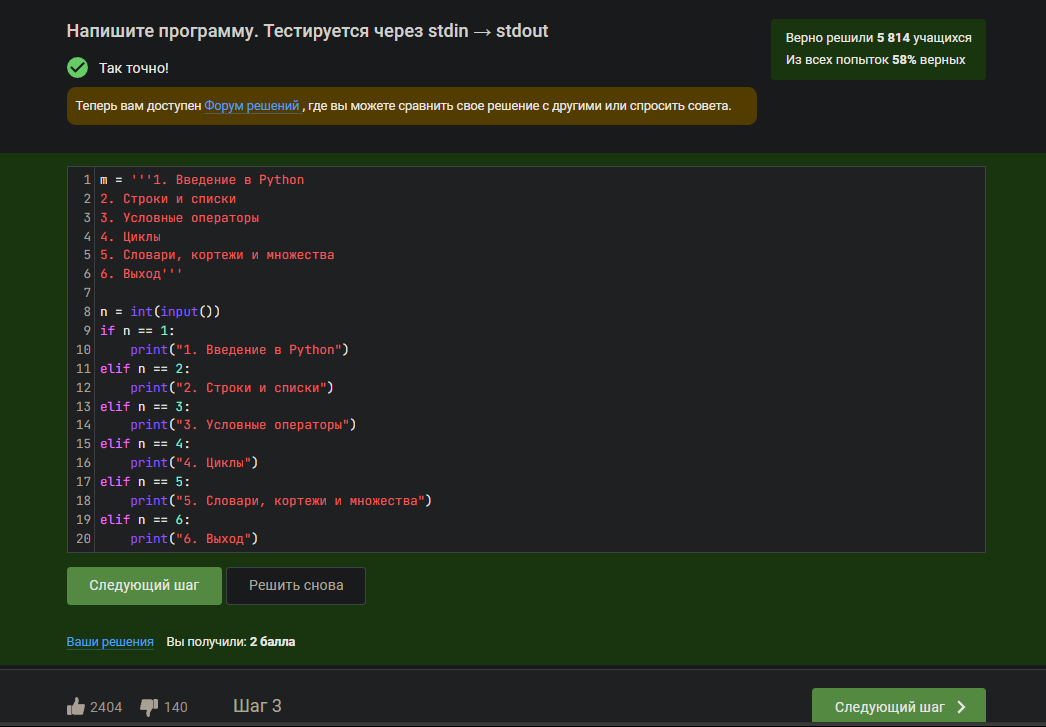 Напишите программу. Тестируется через stdin → stdout
Верно решили 5 814 учащихся
Из всех попыток 58% верных
Так точно!
Теперь вам доступен Форум решений , где вы можете сравнить свое решение с другими или спросить совета.
1 m = '''1. Введение в Python
2 2. Строки и списки
3 3. Условные операторы
4 4. Циклы
5 5. Словари, кортежи и множества
6 6. Выход'''
7
8 n = int(input())
9 if n == 1:
10     print("1. Введение в Python")
11 elif n == 2:
12     print("2. Строки и списки")
13 elif n == 3:
14     print("3. Условные операторы")
15 elif n == 4:
16     print("4. Циклы")
17 elif n == 5:
18     print("5. Словари, кортежи и множества")
19 elif n == 6:
20     print("6. Выход")
Следующий шаг
Решить снова
Ваши решения Вы получили: 2 балла
2404 140 Шаг 3
Следующий шаг